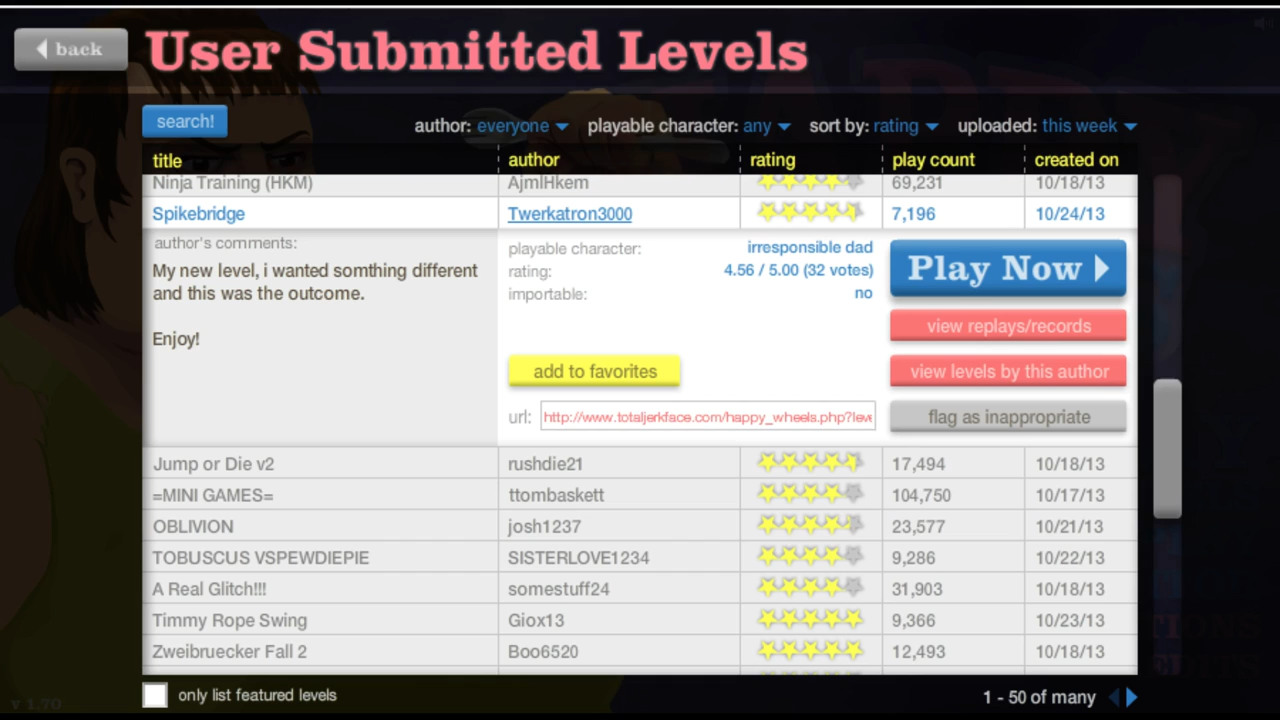 back
User Submitted Levels
search!
author: everyone playable character: any sort by: rating uploaded: this week
title author rating play count created on
Ninja Training (HKM) AjmlHkem 69,231 10/18/13
Spikebridge Twerkatron3000 7,196 10/24/13
author's comments:
My new level, i wanted somthing different
and this was the outcome.
Enjoy!
playable character: irresponsible dad
rating: 4.56 / 5.00 (32 votes)
importable: no
add to favorites
url: http://www.totaljerkface.com/happy_wheels.php?leve
Play Now
view replays/records
view levels by this author
flag as inappropriate
Jump or Die v2 rushdie21 17,494 10/18/13
=MINI GAMES= ttombaskett 104,750 10/17/13
OBLIVION josh1237 23,577 10/21/13
TOBUSCUS VSPEWDIEPIE SISTERLOVE1234 9,286 10/22/13
A Real Glitch!!! somestuff24 31,903 10/18/13
Timmy Rope Swing Giox13 9,366 10/23/13
Zweibruecker Fall 2 Boo6520 12,493 10/18/13
only list featured levels
1 - 50 of many
v 1.70